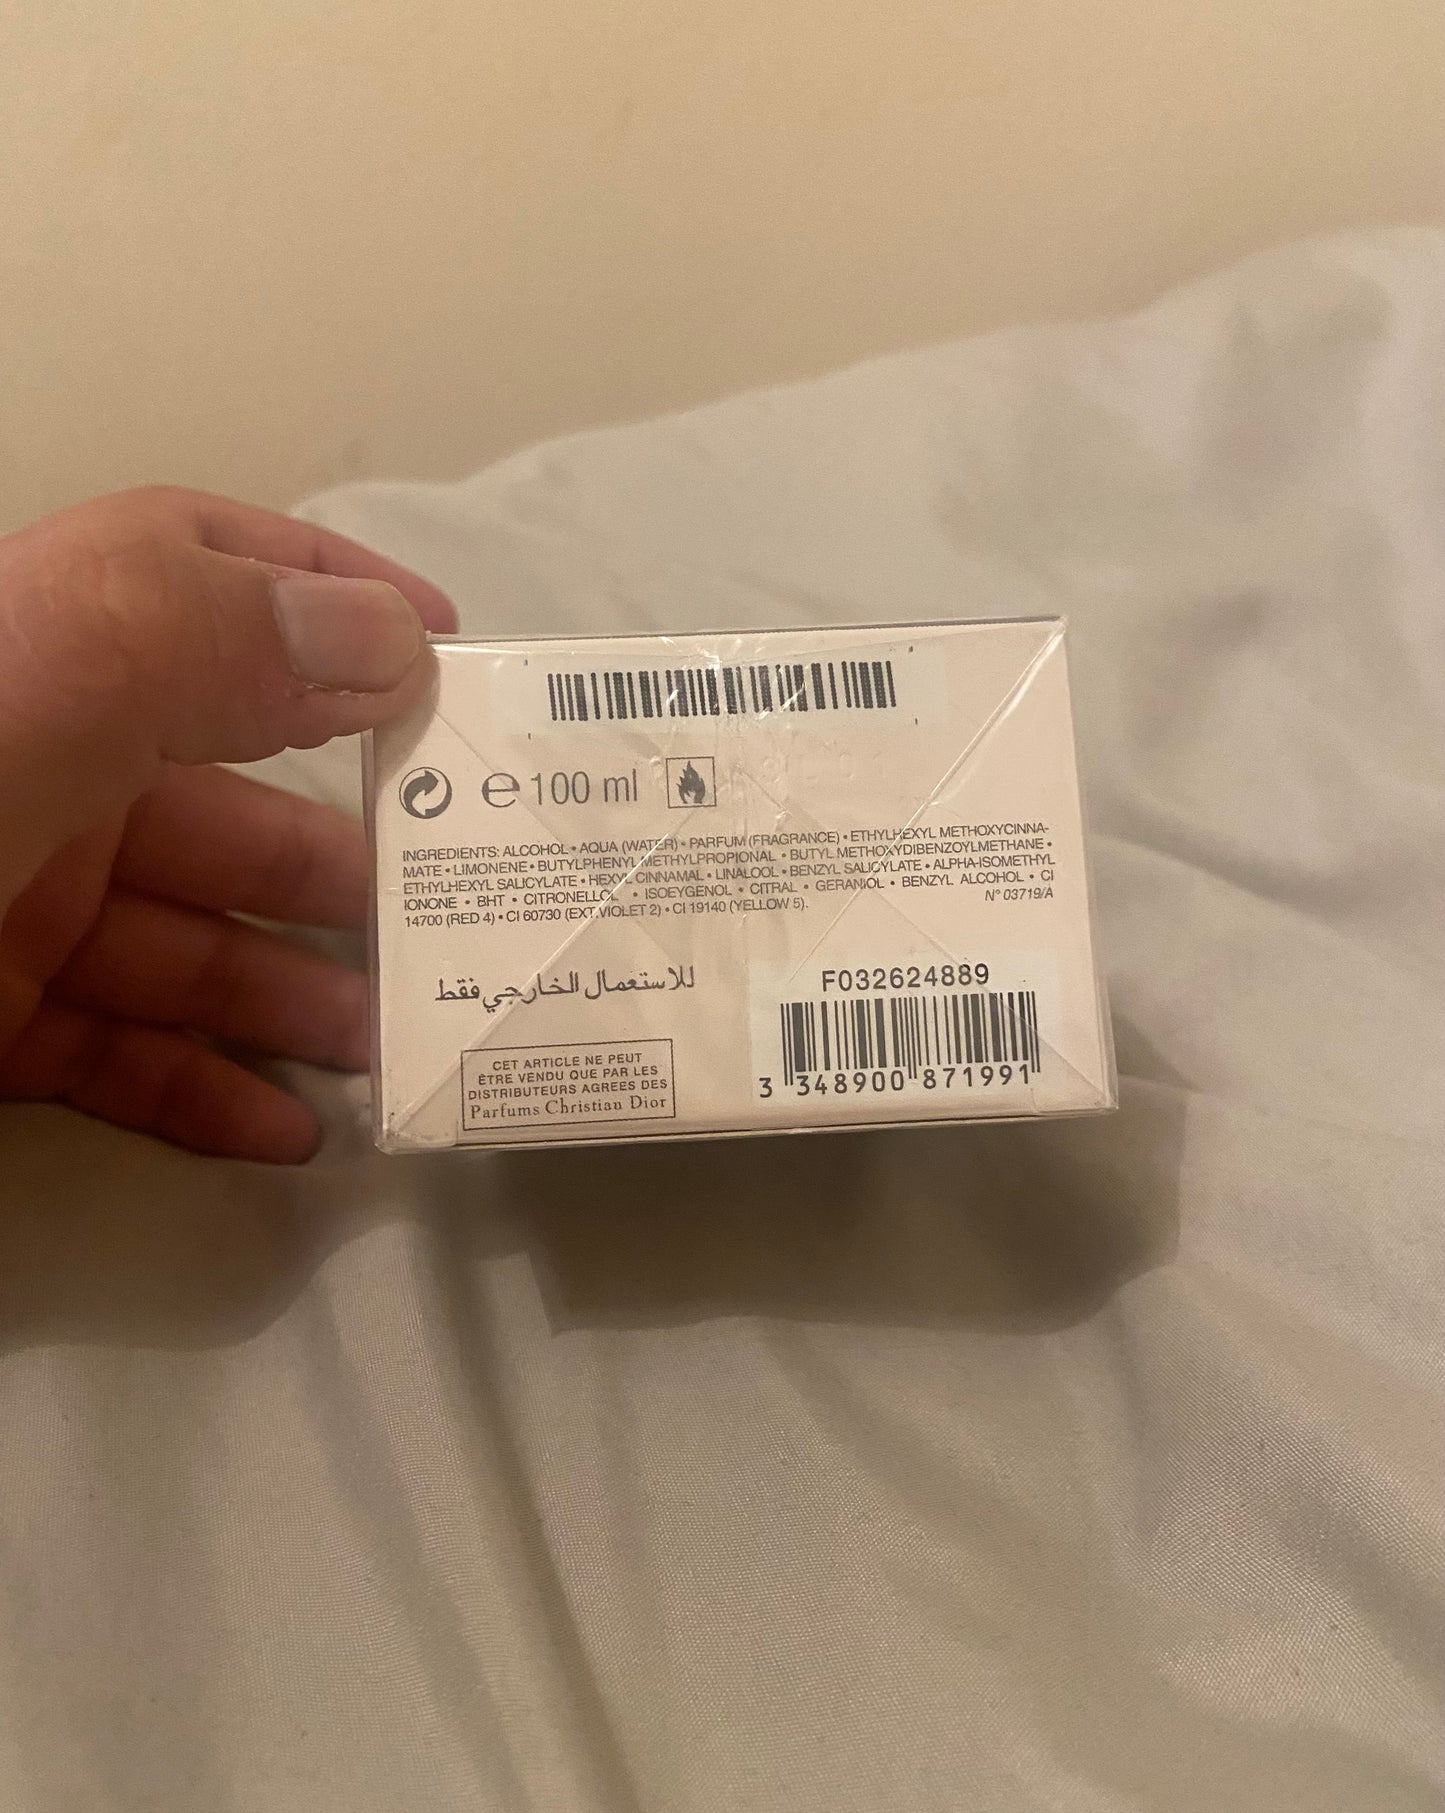 e 100 ml
INGREDIENTS: ALCOHOL • AQUA (WATER) • PARFUM (FRAGRANCE) • ETHYLHEXYL METHOXYCINNA-
MATE • LIMONENE • BUTYLPHENYL METHYLPROPIONAL • BUTYL METHOXYDIBENZOYLMETHANE •
ETHYLHEXYL SALICYLATE • HEXYL CINNAMAL • LINALOOL • BENZYL SALICYLATE • ALPHA-ISOMETHYL
IONONE • BHT • CITRONELLOL • ISOEYGENOL • CITRAL • GERANIOL • BENZYL ALCOHOL • CI
14700 (RED 4) • CI 60730 (EXT.VIOLET 2) • CI 19140 (YELLOW 5).
N° 03719/A
للاستعمال الخارجي فقط
F032624889
3 348900 871991
CET ARTICLE NE PEUT
ÊTRE VENDU QUE PAR LES
DISTRIBUTEURS AGREES DES
Parfums Christian Dior